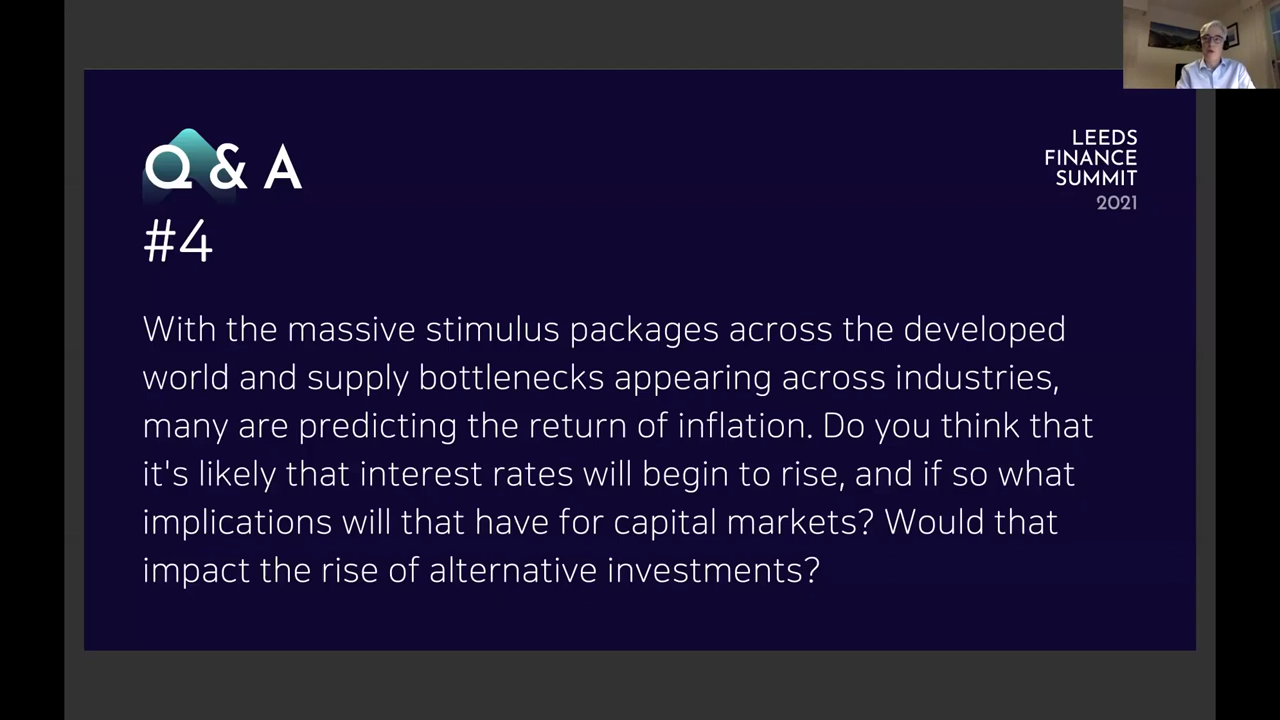 Q & A
#4
LEEDS
FINANCE
SUMMIT
2021
With the massive stimulus packages across the developed
world and supply bottlenecks appearing across industries,
many are predicting the return of inflation. Do you think that
it's likely that interest rates will begin to rise, and if so what
implications will that have for capital markets? Would that
impact the rise of alternative investments?